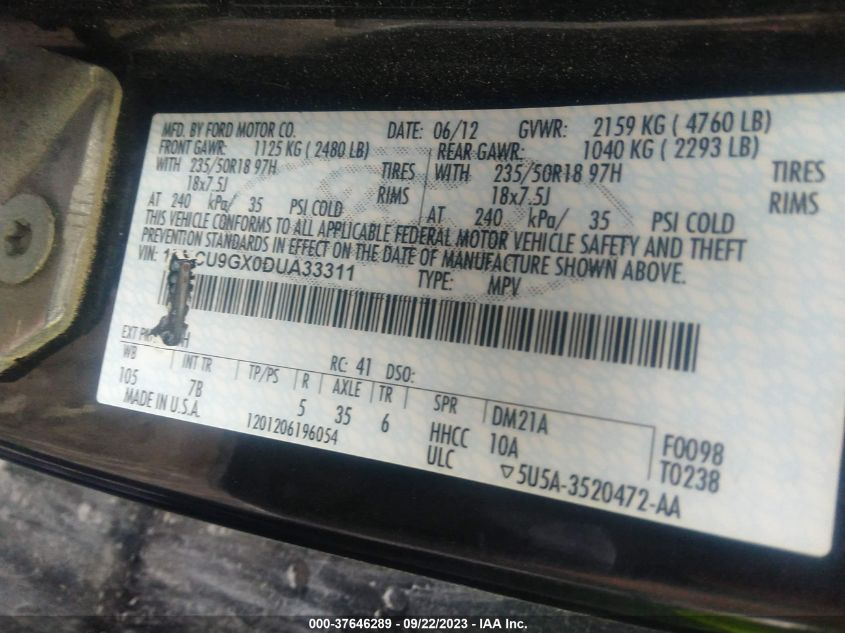 MFD. BY FORD MOTOR CO. DATE: 06/12 GVWR: 2159 KG ( 4760 LB)
FRONT GAWR: 1125 KG ( 2480 LB) REAR GAWR: 1040 KG ( 2293 LB)
WITH 235/50R18 97H TIRES WITH 235/50R18 97H TIRES
18x7.5J RIMS 18x7.5J RIMS
AT 240 kPa/ 35 PSI COLD AT 240 kPa/ 35 PSI COLD
THIS VEHICLE CONFORMS TO ALL APPLICABLE FEDERAL MOTOR VEHICLE SAFETY AND THEFT
PREVENTION STANDARDS IN EFFECT ON THE DATE OF MANUFACTURE SHOWN ABOVE.
VIN: CU9GX0DUA33311 TYPE: MPV
EXT RC: 41 DSO:
WB INT TR TP/PS R AXLE TR SPR DM21A
105 7B 5 35 6 HHCC 10A F0098
MADE IN U.S.A. 1201206196054 ULC T0238
▽5U5A-3520472-AA
000-37646289 - 09/22/2023 - IAA Inc.